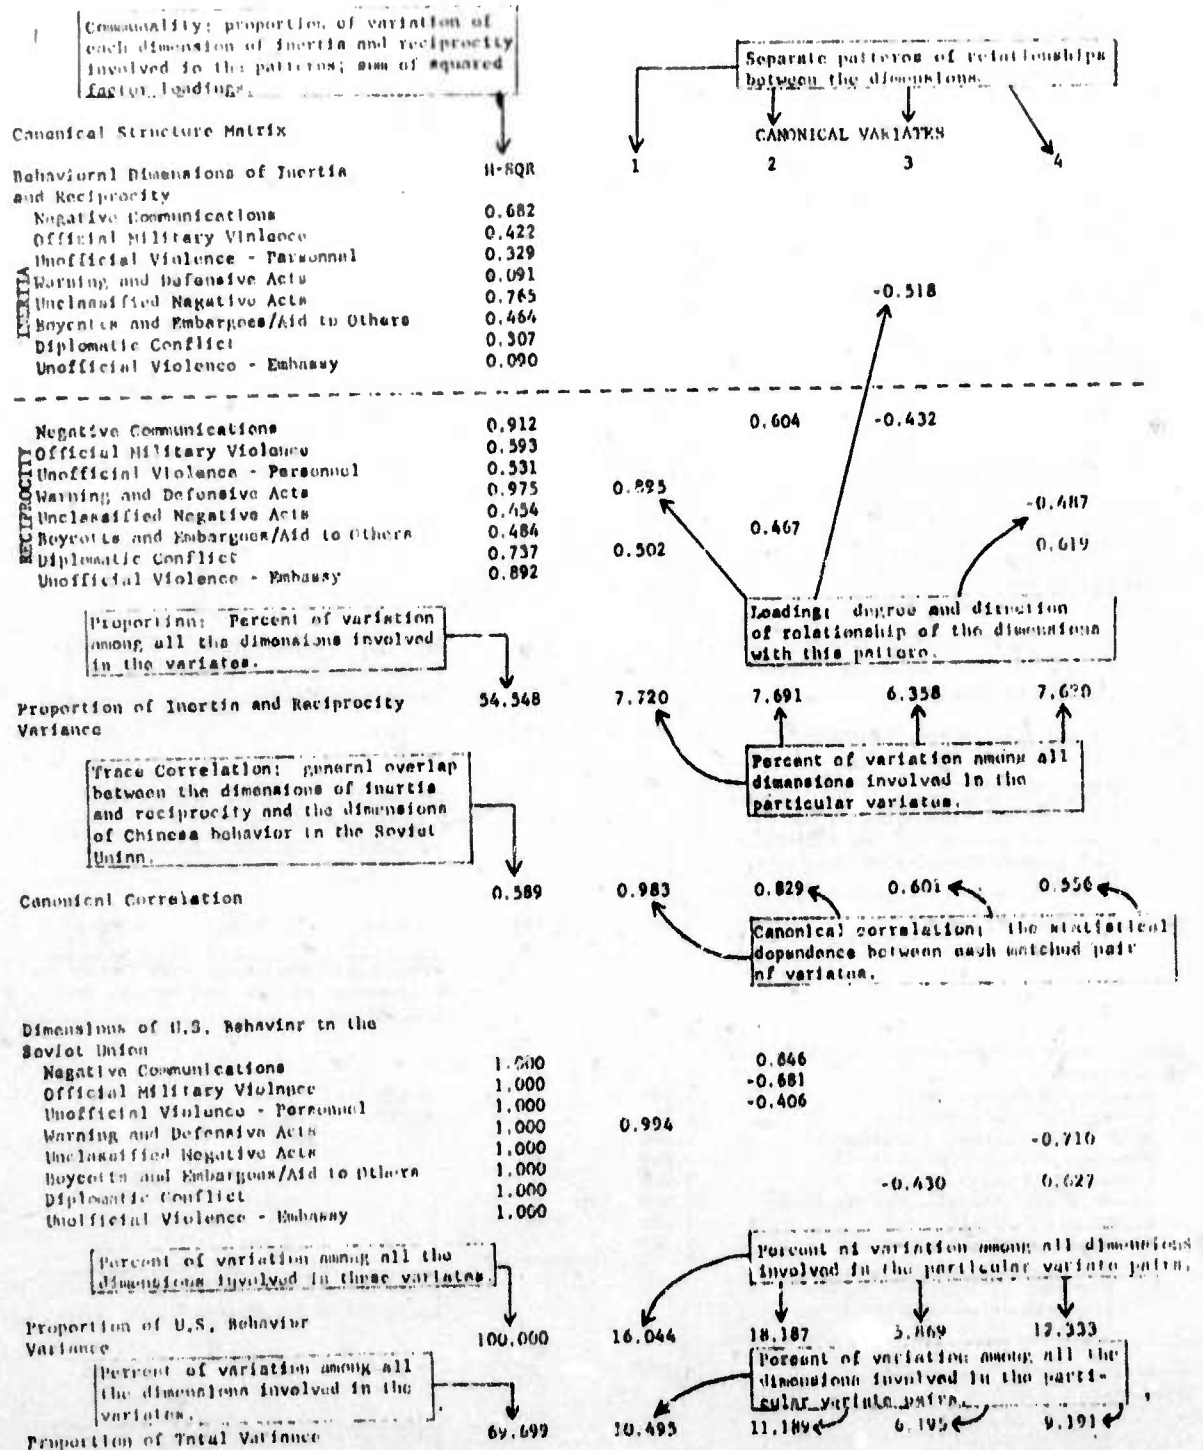 Communality: proportion of variation of
each dimension of inertia and reciprocity
involved in the patterns; sum of squared
factor loadings.
Separate patterns of relationships
between the dimensions.
Canonical Structure Matrix
CANONICAL VARIATES
Behavioral Dimensions of Inertia H-SQR 1 2 3 4
and Reciprocity
INERTIA
Negative Communications 0.682
Official Military Violence 0.422
Unofficial Violence - Personnel 0.329
Warning and Defensive Acts 0.091
Unclassified Negative Acts 0.765 -0.518
Boycotts and Embargoes/Aid to Others 0.464
Diplomatic Conflict 0.307
Unofficial Violence - Embassy 0.090
RECIPROCITY
Negative Communications 0.912 0.604 -0.432
Official Military Violence 0.593
Unofficial Violence - Personnel 0.531
Warning and Defensive Acts 0.975 0.895
Unclassified Negative Acts 0.454 -0.487
Boycotts and Embargoes/Aid to Others 0.484 0.467
Diplomatic Conflict 0.737 0.502 0.619
Unofficial Violence - Embassy 0.892
Proportion: Percent of variation
among all the dimensions involved
in the variates.
Loading: degree and direction
of relationship of the dimensions
with this pattern.
Proportion of Inertia and Reciprocity 54.548 7.720 7.691 6.358
Variance
Trace Correlation: general overlap
between the dimensions of inertia
and reciprocity and the dimensions
of Chinese behavior in the Soviet
Union.
Percent of variation among all
dimensions involved in the
particular variates.
Canonical Correlation 0.589 0.983 0.829 0.601 0.556
Canonical correlation: the statistical
dependence between each matched pair
of variates.
Dimensions of U.S. Behavior in the
Soviet Union
Negative Communications 1.000 0.846
Official Military Violence 1.000 -0.681
Unofficial Violence - Personnel 1.000 -0.406
Warning and Defensive Acts 1.000 0.994
Unclassified Negative Acts 1.000 -0.710
Boycotts and Embargoes/Aid to Others 1.000
Diplomatic Conflict 1.000 -0.430 0.627
Unofficial Violence - Embassy 1.000
Percent of variation among all the
dimensions involved in these variates.
Percent of variation among all dimensions
involved in the particular variate pairs.
Proportion of U.S. Behavior 100.000 16.044 18.187 5.869 12.333
Variance
Percent of variation among all
the dimensions involved in the
variates.
Percent of variation among all the
dimensions involved in the parti-
cular variate pairs.
Proportion of Total Variance 69.699 10.495 11.189 6.195 9.191